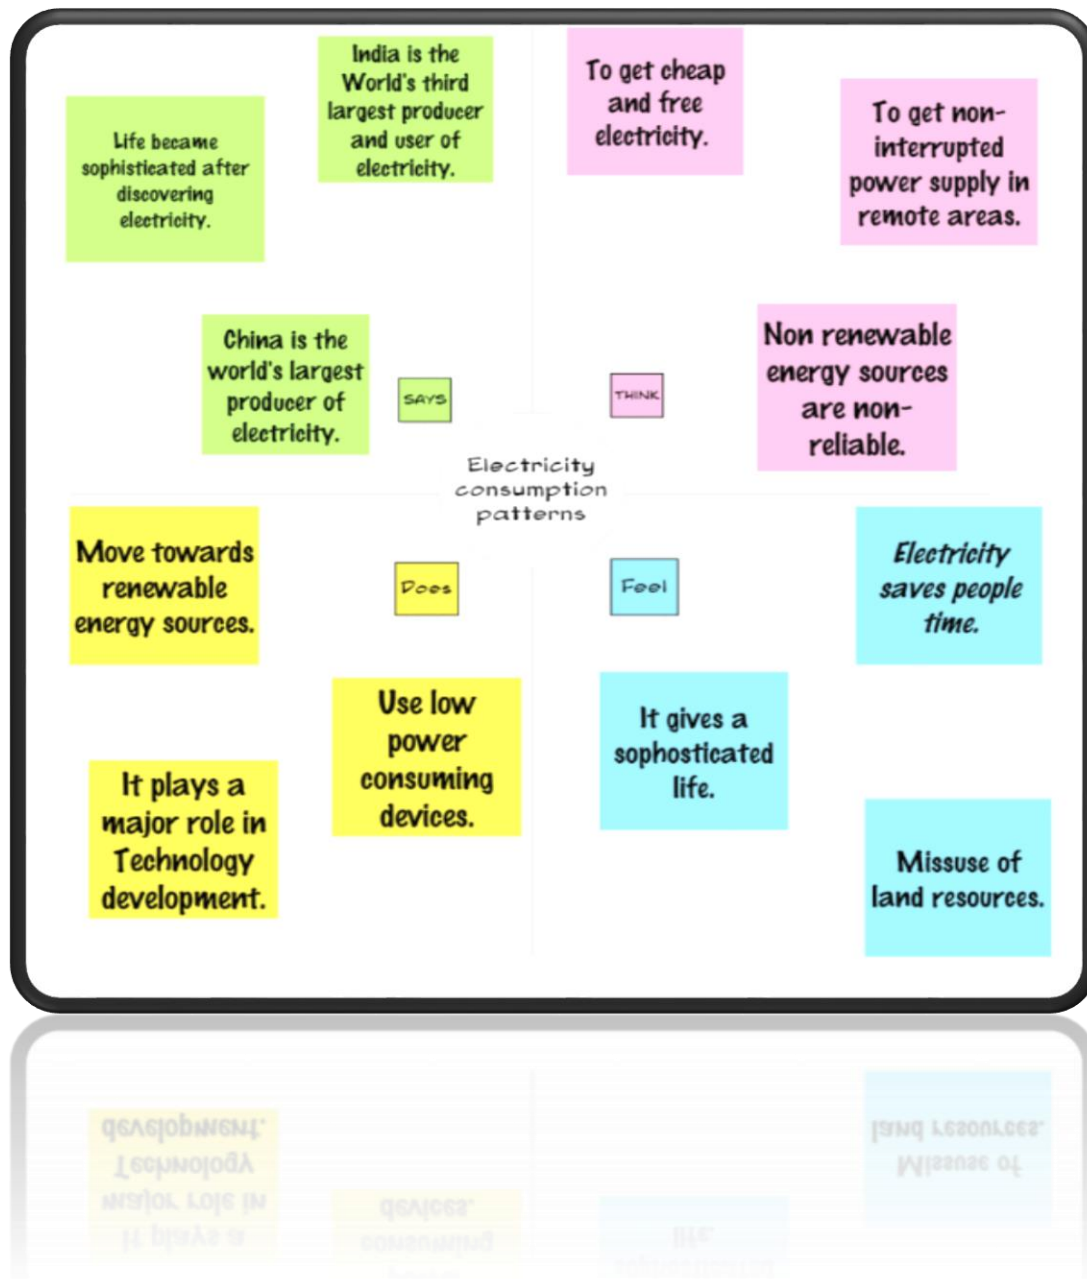 Life became
sophisticated after
discovering
electricity.
India is the
World's third
largest producer
and user of
electricity.
China is the
world's largest
producer of
electricity.
SAYS
To get cheap
and free
electricity.
To get non-
interrupted
power supply in
remote areas.
Non renewable
energy sources
are non-
reliable.
THINK
Electricity
consumption
patterns
Move towards
renewable
energy sources.
Does
Use low
power
consuming
devices.
It plays a
major role in
Technology
development.
Feel
Electricity
saves people
time.
It gives a
sophosticated
life.
Missuse of
land resources.